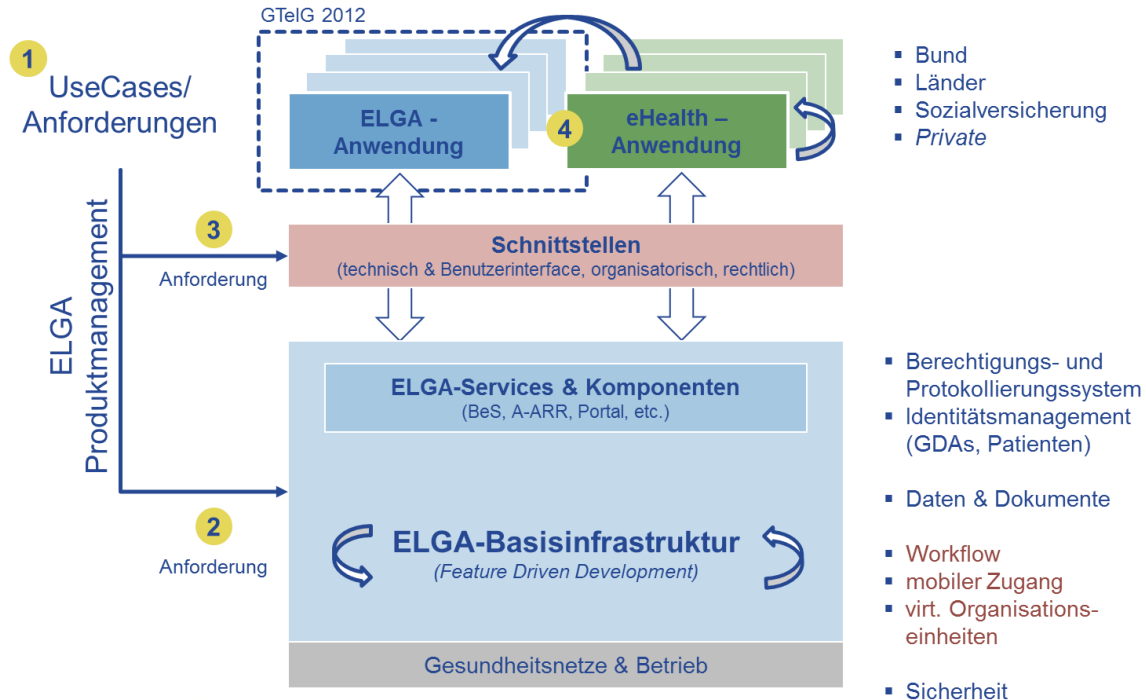 GTelG 2012
1
UseCases/
Anforderungen
ELGA -
Anwendung
4
eHealth –
Anwendung
▪ Bund
▪ Länder
▪ Sozialversicherung
▪ Private
ELGA
Produktmanagement
3
Anforderung
Schnittstellen
(technisch & Benutzerinterface, organisatorisch, rechtlich)
ELGA-Services & Komponenten
(BeS, A-ARR, Portal, etc.)
2
Anforderung
ELGA-Basisinfrastruktur
(Feature Driven Development)
Gesundheitsnetze & Betrieb
▪ Berechtigungs- und
Protokollierungssystem
▪ Identitätsmanagement
(GDAs, Patienten)
▪ Daten & Dokumente
▪ Workflow
▪ mobiler Zugang
▪ virt. Organisations-
einheiten
▪ Sicherheit